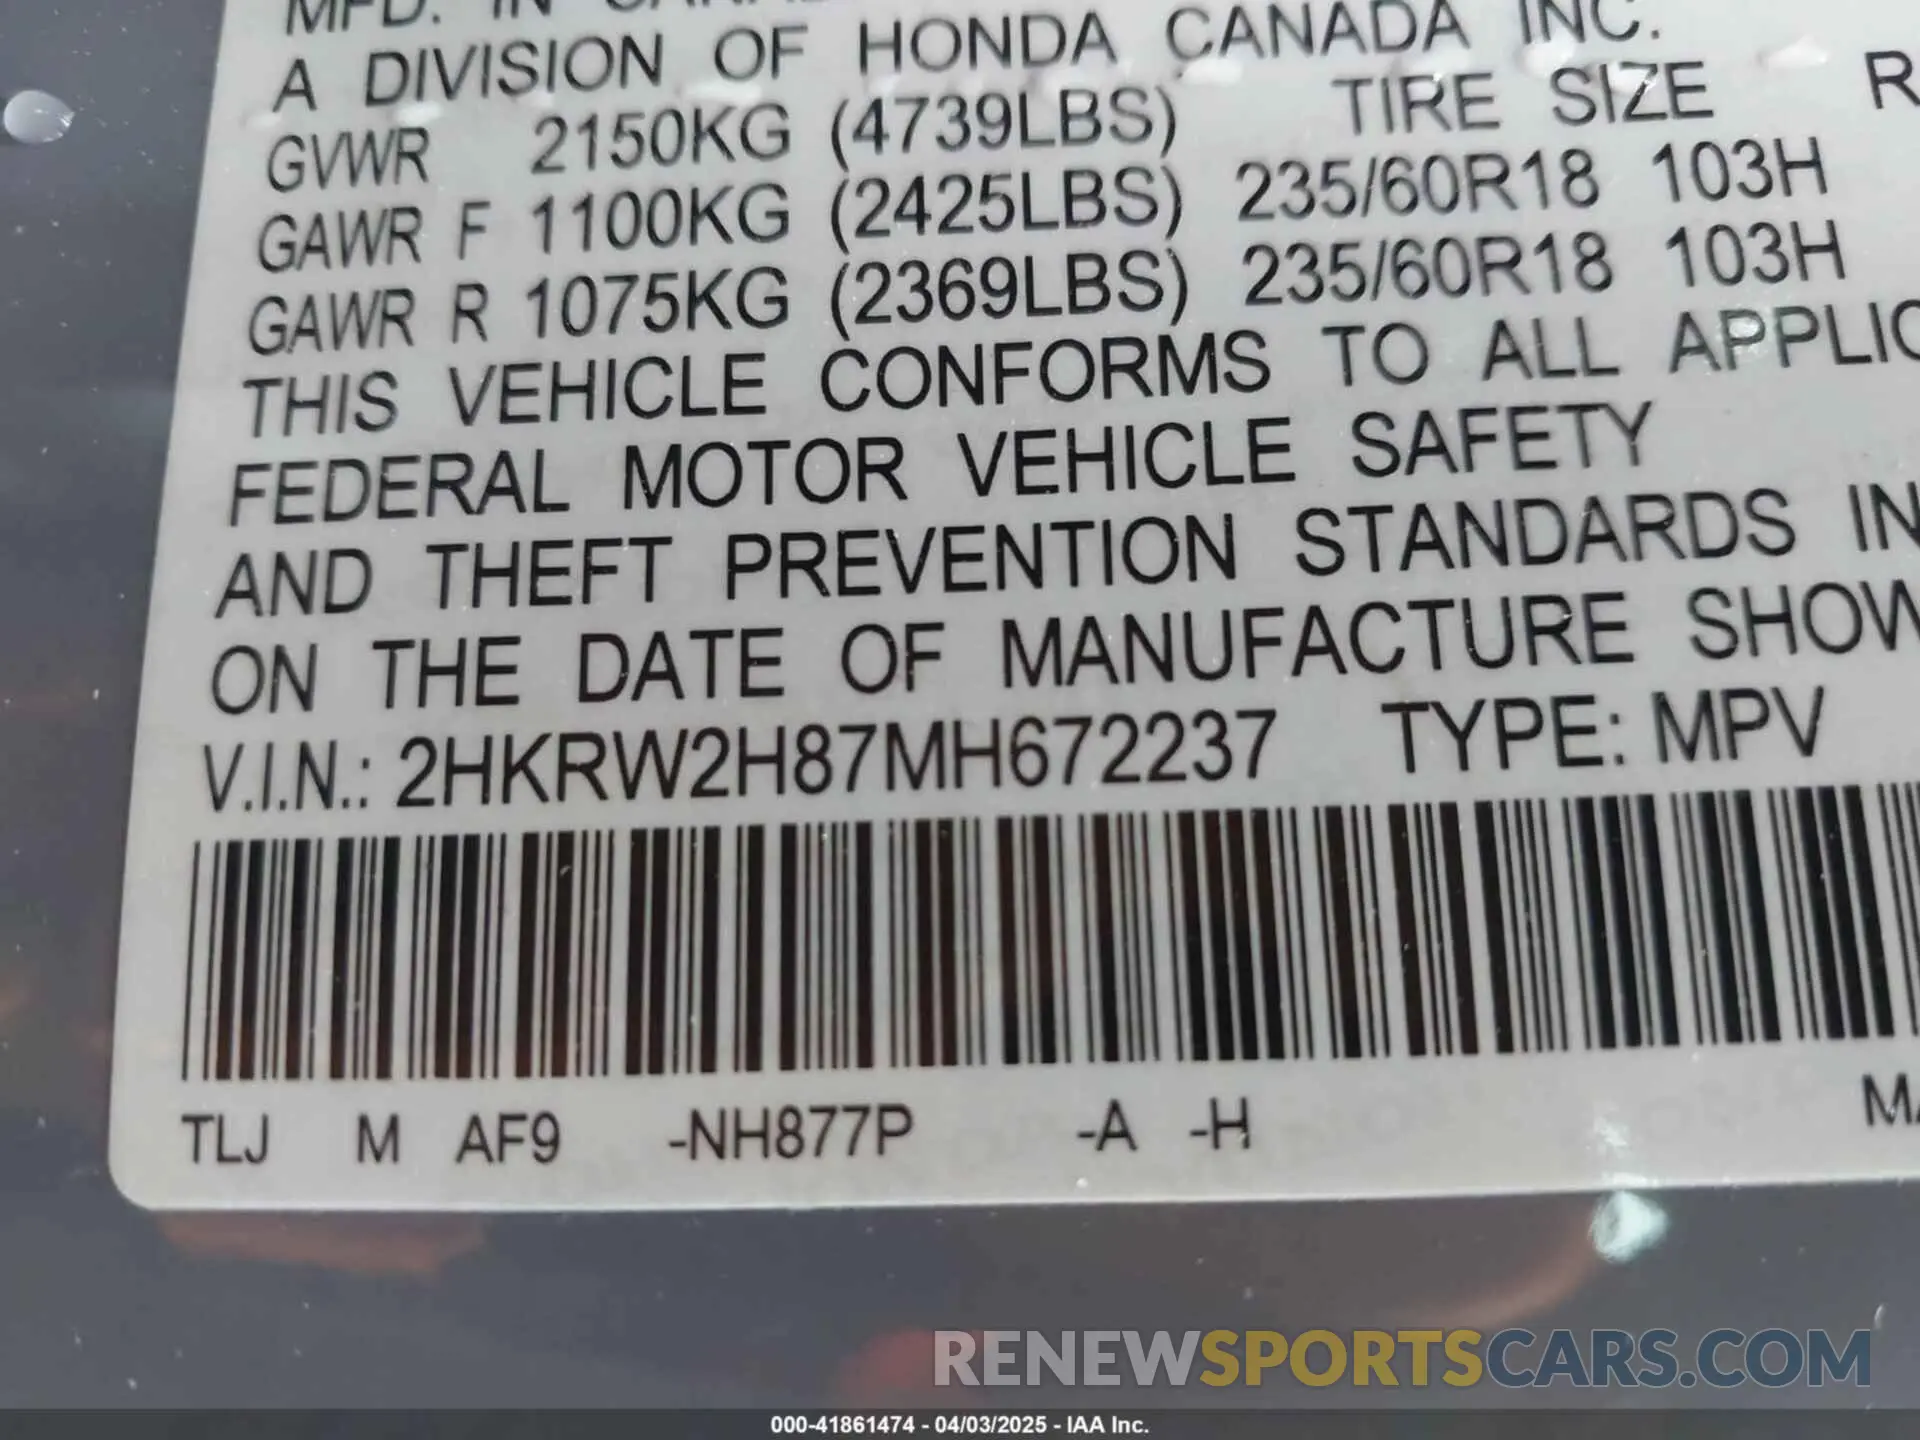 MFD. IN
A DIVISION OF HONDA CANADA INC.
GVWR 2150KG (4739LBS) TIRE SIZE R
GAWR F 1100KG (2425LBS) 235/60R18 103H
GAWR R 1075KG (2369LBS) 235/60R18 103H
THIS VEHICLE CONFORMS TO ALL APPLIC
FEDERAL MOTOR VEHICLE SAFETY
AND THEFT PREVENTION STANDARDS IN
ON THE DATE OF MANUFACTURE SHOW
V.I.N.: 2HKRW2H87MH672237 TYPE: MPV
TLJ M AF9 -NH877P -A -H MA
RENEWSPORTSCARS.COM
000-41861474 - 04/03/2025 - IAA Inc.